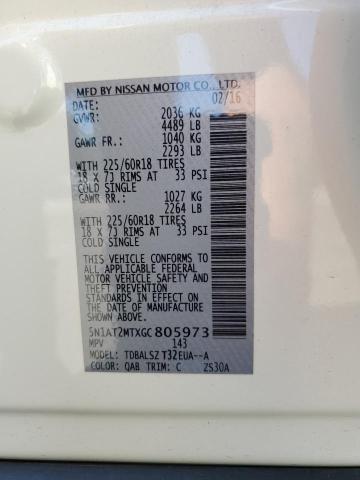 MFD BY NISSAN MOTOR CO., LTD.
DATE: 02/16
GVWR: 2036 KG
4489 LB
GAWR FR.: 1040 KG
2293 LB
WITH 225/60R18 TIRES
18 X 7J RIMS AT 33 PSI
COLD SINGLE
GAWR RR.: 1027 KG
2264 LB
WITH 225/60R18 TIRES
18 X 7J RIMS AT 33 PSI
COLD SINGLE
THIS VEHICLE CONFORMS TO
ALL APPLICABLE FEDERAL
MOTOR VEHICLE SAFETY AND
THEFT PREVENTION
STANDARDS IN EFFECT ON
THE DATE OF MANUFACTURE
SHOWN ABOVE.
5N1AT2MTXGC805973
MPV 143
MODEL: TDBALSZ T32EUA--A
COLOR: QAB TRIM: C ZS30A